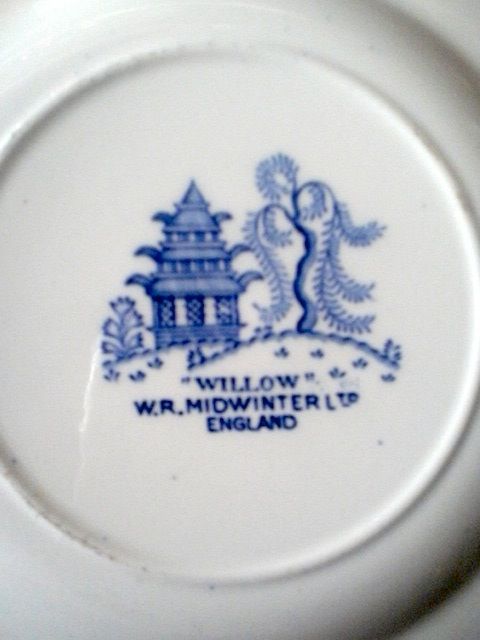 "WILLOW"
W.R. MIDWINTER LTD
ENGLAND